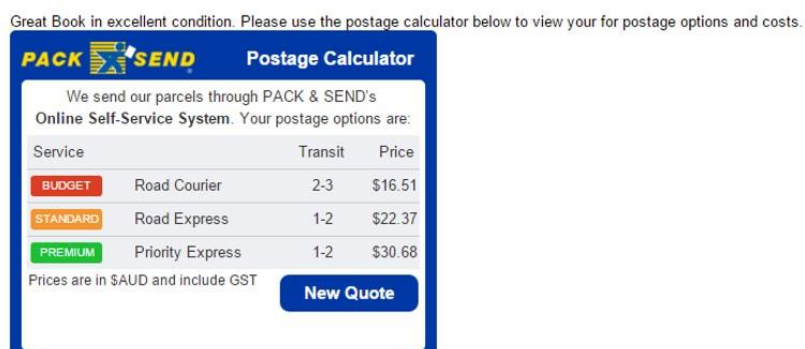 Great Book in excellent condition. Please use the postage calculator below to view your for postage options and costs.
PACK SEND Postage Calculator
We send our parcels through PACK & SEND's
Online Self-Service System. Your postage options are:
Service Transit Price
BUDGET Road Courier 2-3 $16.51
STANDARD Road Express 1-2 $22.37
PREMIUM Priority Express 1-2 $30.68
Prices are in $AUD and include GST
New Quote